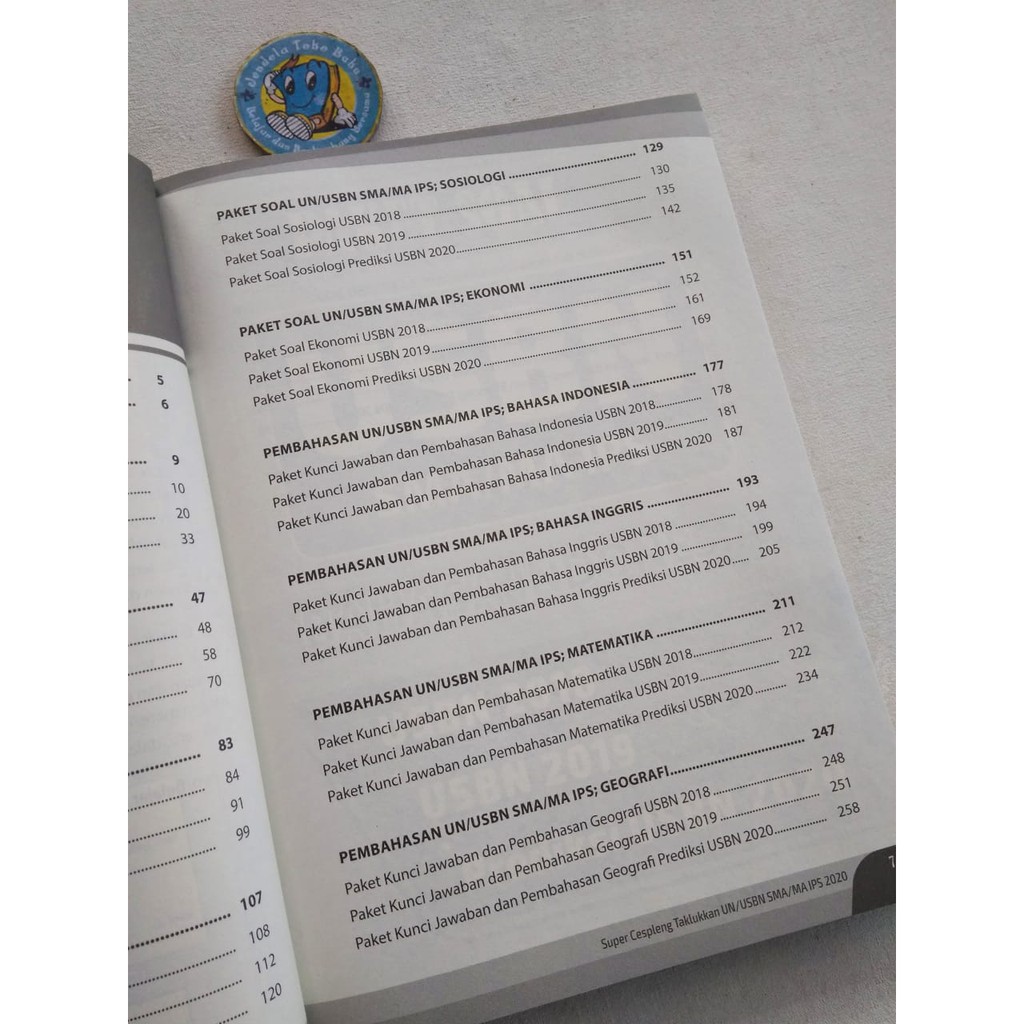 Jendela Toko Buku
Belajar dan Berkembang Bersama
5
6
9
10
20
33
47
48
58
70
83
84
91
99
107
108
112
120
PAKET SOAL UN/USBN SMA/MA IPS; SOSIOLOGI 129
Paket Soal Sosiologi USBN 2018 130
Paket Soal Sosiologi USBN 2019 135
Paket Soal Sosiologi Prediksi USBN 2020 142
PAKET SOAL UN/USBN SMA/MA IPS; EKONOMI 151
Paket Soal Ekonomi USBN 2018 152
Paket Soal Ekonomi USBN 2019 161
Paket Soal Ekonomi Prediksi USBN 2020 169
PEMBAHASAN UN/USBN SMA/MA IPS; BAHASA INDONESIA 177
Paket Kunci Jawaban dan Pembahasan Bahasa Indonesia USBN 2018 178
Paket Kunci Jawaban dan Pembahasan Bahasa Indonesia USBN 2019 181
Paket Kunci Jawaban dan Pembahasan Bahasa Indonesia Prediksi USBN 2020 187
PEMBAHASAN UN/USBN SMA/MA IPS; BAHASA INGGRIS 193
Paket Kunci Jawaban dan Pembahasan Bahasa Inggris USBN 2018 194
Paket Kunci Jawaban dan Pembahasan Bahasa Inggris USBN 2019 199
Paket Kunci Jawaban dan Pembahasan Bahasa Inggris Prediksi USBN 2020 205
PEMBAHASAN UN/USBN SMA/MA IPS; MATEMATIKA 211
Paket Kunci Jawaban dan Pembahasan Matematika USBN 2018 212
Paket Kunci Jawaban dan Pembahasan Matematika USBN 2019 222
Paket Kunci Jawaban dan Pembahasan Matematika Prediksi USBN 2020 234
PEMBAHASAN UN/USBN SMA/MA IPS; GEOGRAFI 247
Paket Kunci Jawaban dan Pembahasan Geografi USBN 2018 248
Paket Kunci Jawaban dan Pembahasan Geografi USBN 2019 251
Paket Kunci Jawaban dan Pembahasan Geografi Prediksi USBN 2020 258
Super Cespleng Taklukkan UN/USBN SMA/MA IPS 2020 7